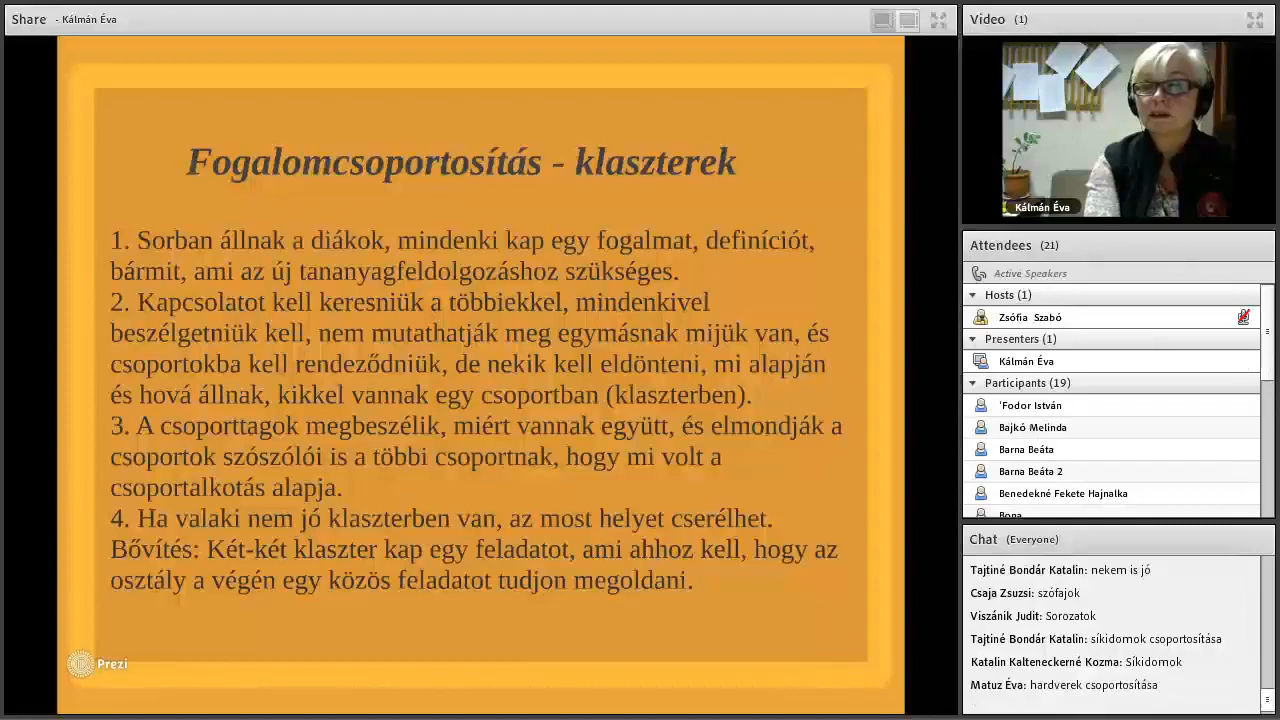 Share - Kálmán Éva
Fogalomcsoportosítás - klaszterek
1. Sorban állnak a diákok, mindenki kap egy fogalmat, definíciót,
bármit, ami az új tananyagfeldolgozáshoz szükséges.
2. Kapcsolatot kell keresniük a többiekkel, mindenkivel
beszélgetniük kell, nem mutathatják meg egymásnak mijük van, és
csoportokba kell rendeződniük, de nekik kell eldönteni, mi alapján
és hová állnak, kikkel vannak egy csoportban (klaszterben).
3. A csoporttagok megbeszélik, miért vannak együtt, és elmondják a
csoportok szószólói is a többi csoportnak, hogy mi volt a
csoportalkotás alapja.
4. Ha valaki nem jó klaszterben van, az most helyet cserélhet.
Bővítés: Két-két klaszter kap egy feladatot, ami ahhoz kell, hogy az
osztály a végén egy közös feladatot tudjon megoldani.
Prezi
Video (1)
Kálmán Éva
Attendees (21)
Active Speakers
Hosts (1)
Zsófia Szabó
Presenters (1)
Kálmán Éva
Participants (19)
'Fodor István
Bajkó Melinda
Barna Beáta
Barna Beáta 2
Benedekné Fekete Hajnalka
Chat (Everyone)
Tajtiné Bondár Katalin: nekem is jó
Csaja Zsuzsi: szófajok
Viszánik Judit: Sorozatok
Tajtiné Bondár Katalin: síkidomok csoportosítása
Katalin Kalteneckerné Kozma: Síkidomok
Matuz Éva: hardverek csoportosítása